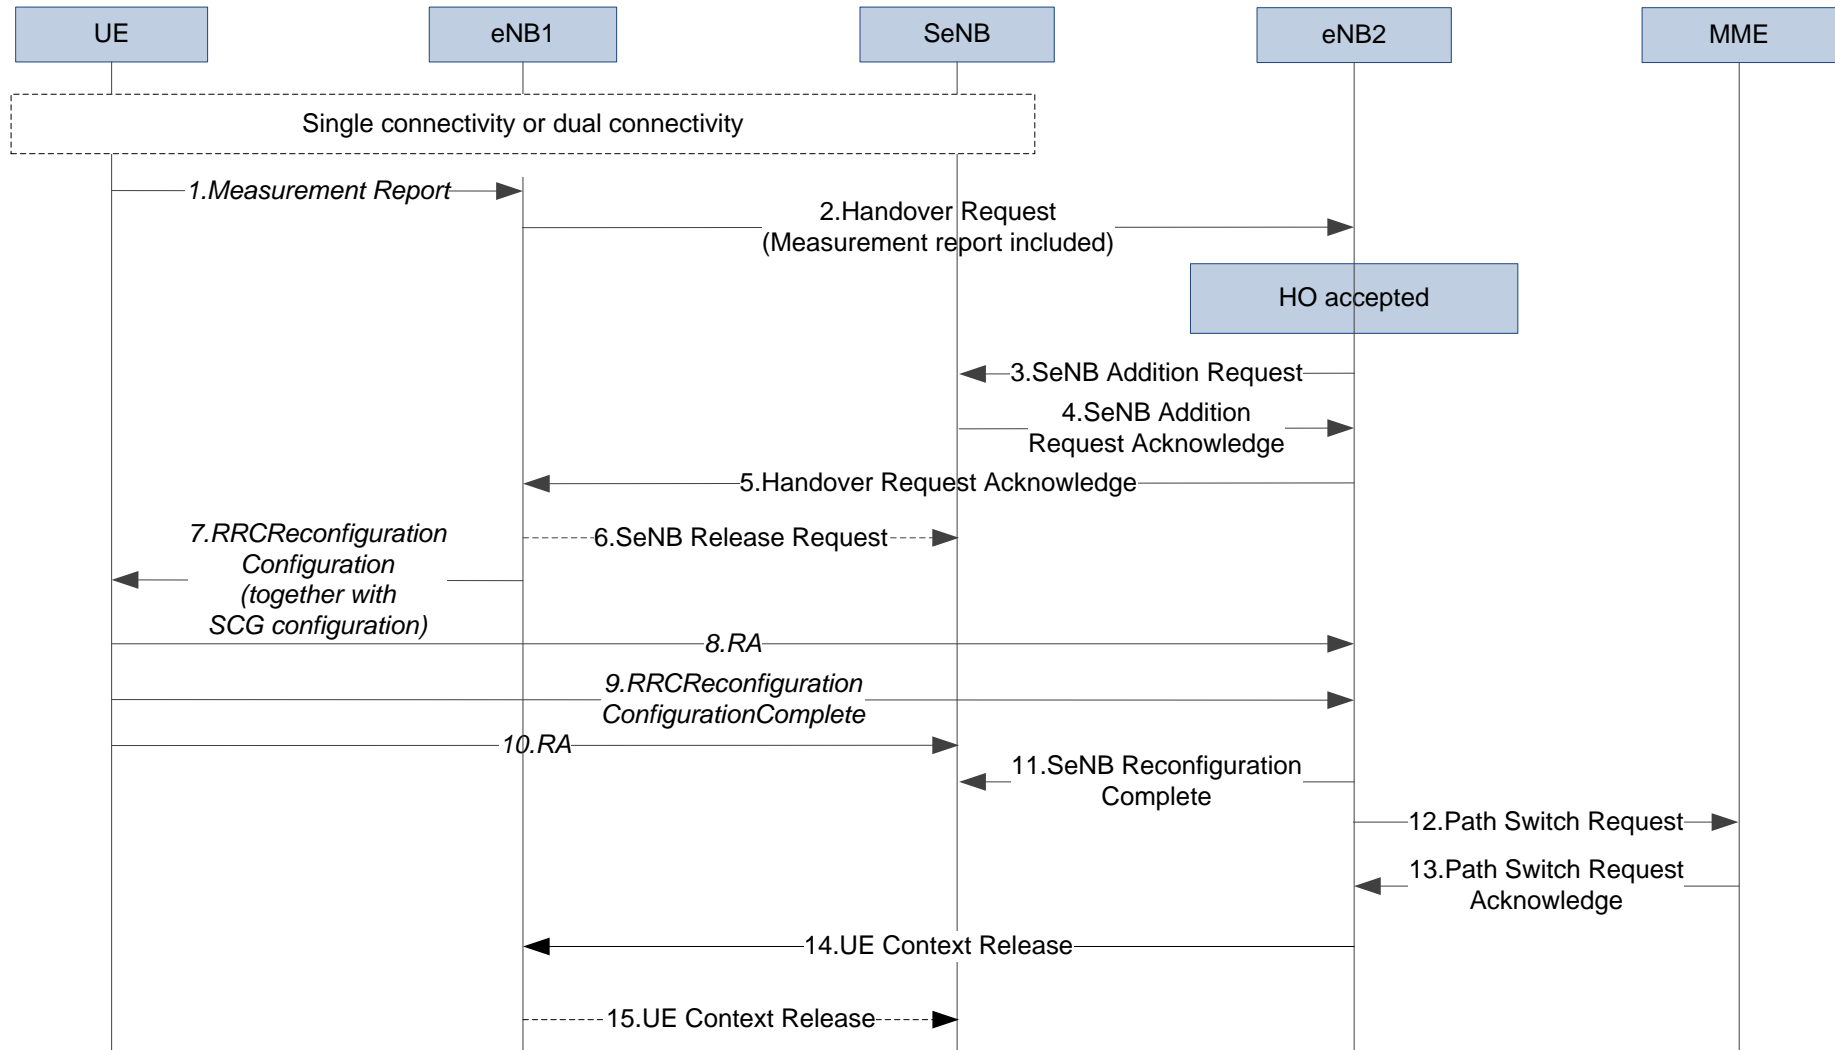 UE
eNB1
SeNB
eNB2
MME
Single connectivity or dual connectivity
1.Measurement Report
2.Handover Request
(Measurement report included)
HO accepted
3.SeNB Addition Request
4.SeNB Addition
Request Acknowledge
5.Handover Request Acknowledge
6.SeNB Release Request
7.RRCReconfiguration
Configuration
(together with
SCG configuration)
8.RA
9.RRCReconfiguration
ConfigurationComplete
10.RA
11.SeNB Reconfiguration
Complete
12.Path Switch Request
13.Path Switch Request
Acknowledge
14.UE Context Release
15.UE Context Release